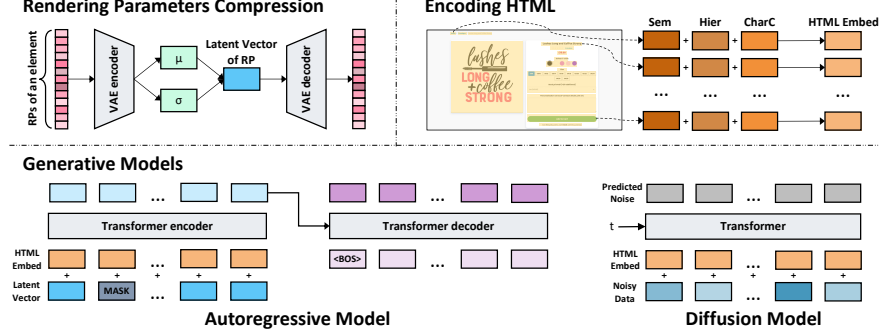 Rendering Parameters Compression
RPs of an element
VAE encoder
μ
σ
Latent Vector
of RP
VAE decoder
Encoding HTML
lashes
LONG
+coffee
STRONG
Sem
Hier
CharC
HTML Embed
+
+
+
+
...
...
...
+
+
Generative Models
...
Transformer encoder
HTML
Embed
...
+
+
+
+
Latent
Vector
MASK
...
...
Transformer decoder
<BOS>
...
Autoregressive Model
Predicted
Noise
...
t
Transformer
HTML
Embed
...
+
+
+
+
Noisy
Data
...
Diffusion Model